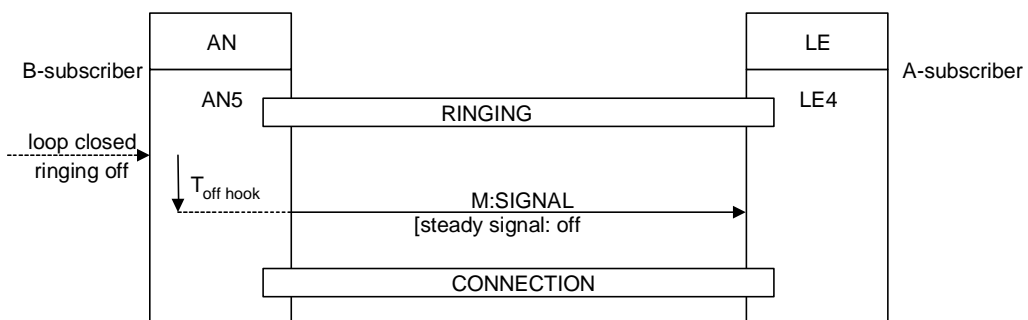 AN
LE
B-subscriber
A-subscriber
AN5
LE4
RINGING
loop closed
ringing off
Toff hook
M:SIGNAL
[steady signal: off
CONNECTION